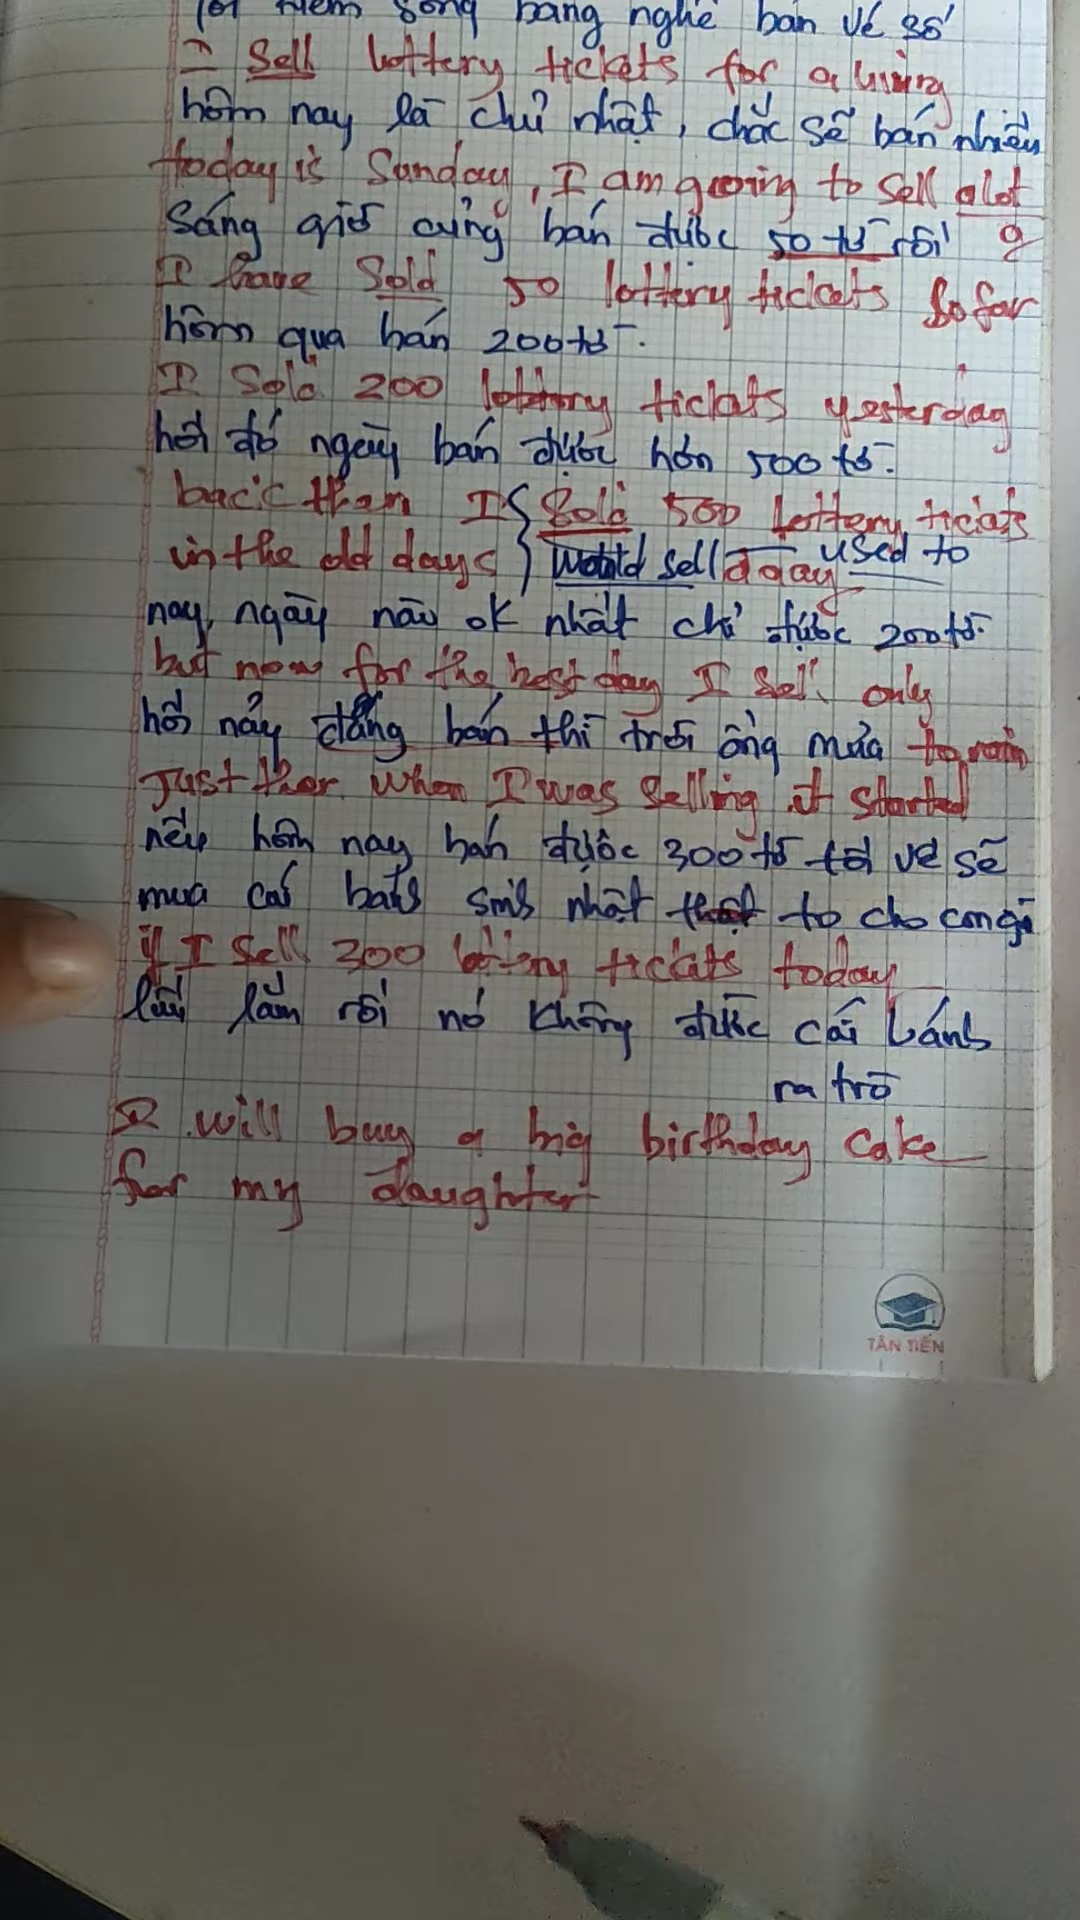 tôi kiếm sống bằng nghề bán vé số
I Sell lottery tickets for a living
hôm nay là chủ nhật, chắc sẽ bán nhiều
today is Sunday, I am going to sell a lot
Sáng giờ cũng bán được 50 tờ rồi
I have Sold 50 lottery tickets So far
hôm qua bán 200 tờ.
I Sold 200 lottery tickets yesterday
hồi đó ngày bán được hơn 500 tờ.
back then I Sold 500 lottery tickets
in the old days would sell a day used to
nay, ngày nào ok nhất chỉ được 200 tờ.
but now for the best day I sell only
hồi nảy đang bán thì trời ổng mưa to rain
Just then when I was Selling it started
nếu hôm nay bán được 300 tờ tôi về sẽ
mua cái bánh sinh nhật thật to cho con gái
if I Sell 300 lottery tickets today
lâu lắm rồi nó không được cái bánh
ra trò
I will buy a big birthday cake
for my daughter
TÂN TIẾN